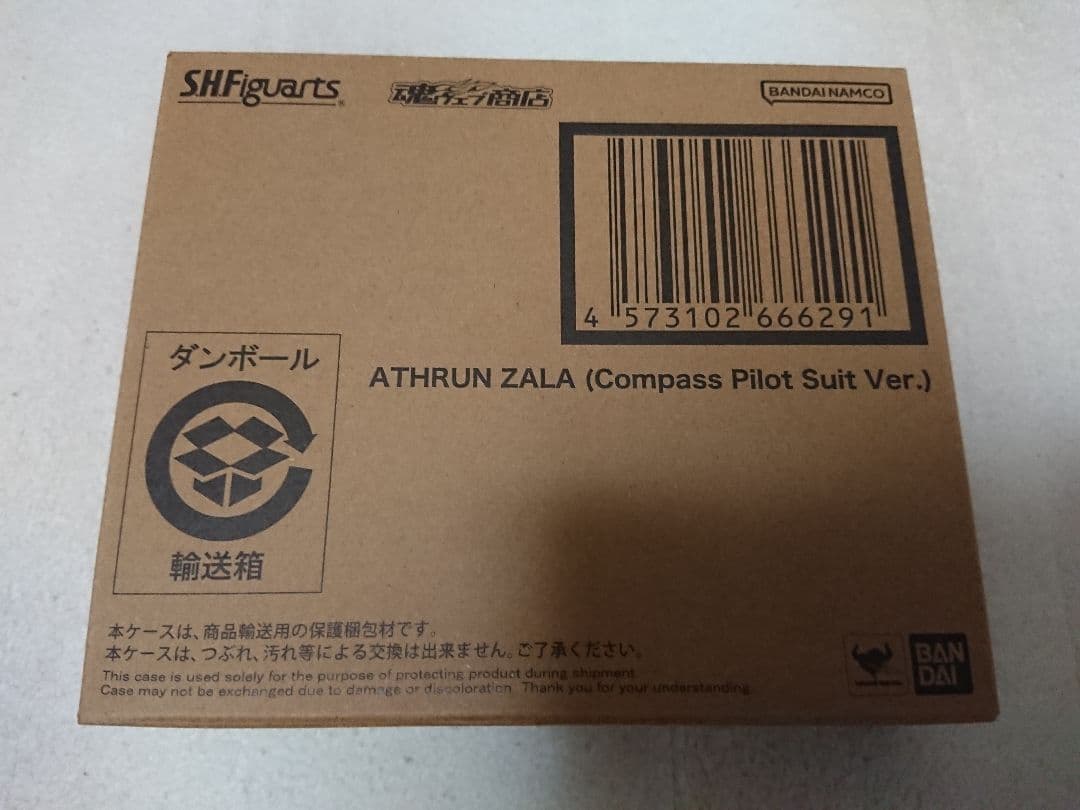 S.H.Figuarts®
魂ウェブ商店
BANDAI NAMCO
4 573102 666291
ATHRUN ZALA (Compass Pilot Suit Ver.)
ダンボール
輸送箱
本ケースは、商品輸送用の保護梱包材です。
本ケースは、つぶれ、汚れ等による交換は出来ません。ご了承ください。
This case is used solely for the purpose of protecting product during shipment.
Case may not be exchanged due to damage or discoloration. Thank you for your understanding.
BAN
DAI